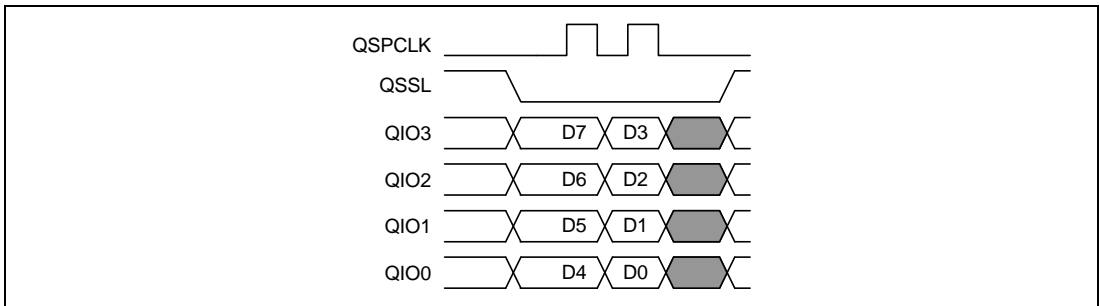 QSPCLK
QSSL
QIO3 D7 D3
QIO2 D6 D2
QIO1 D5 D1
QIO0 D4 D0